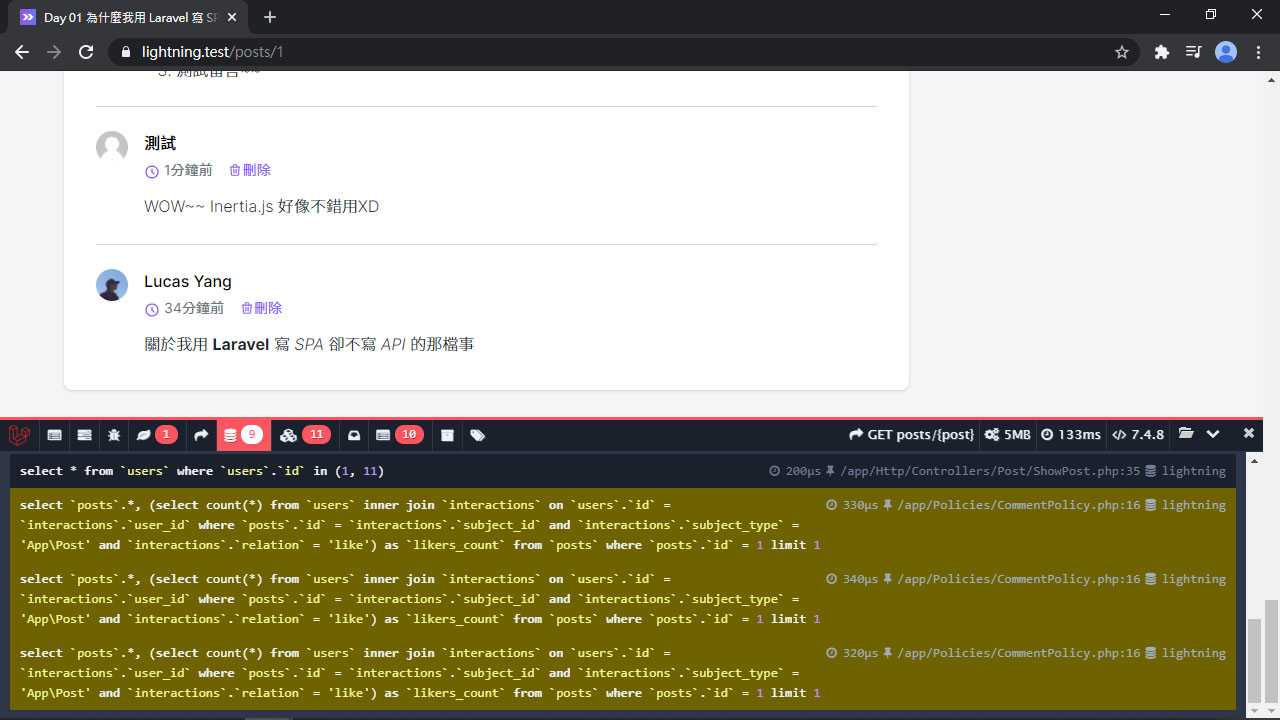 Day 01 為什麼我用 Laravel 寫 SP
lightning.test/posts/1
3. 測試留言~~
測試
1分鐘前 刪除
WOW~~ Inertia.js 好像不錯用XD
Lucas Yang
34分鐘前 刪除
關於我用 Laravel 寫 SPA 卻不寫 API 的那檔事
1 9 11 10 GET posts/{post} 5MB 133ms 7.4.8
select * from `users` where `users`.`id` in (1, 11) 200μs /app/Http/Controllers/Post/ShowPost.php:35 lightning
select `posts`.*, (select count(*) from `users` inner join `interactions` on `users`.`id` = 330μs /app/Policies/CommentPolicy.php:16 lightning
`interactions`.`user_id` where `posts`.`id` = `interactions`.`subject_id` and `interactions`.`subject_type` =
'App\Post' and `interactions`.`relation` = 'like') as `likers_count` from `posts` where `posts`.`id` = 1 limit 1
select `posts`.*, (select count(*) from `users` inner join `interactions` on `users`.`id` = 340μs /app/Policies/CommentPolicy.php:16 lightning
`interactions`.`user_id` where `posts`.`id` = `interactions`.`subject_id` and `interactions`.`subject_type` =
'App\Post' and `interactions`.`relation` = 'like') as `likers_count` from `posts` where `posts`.`id` = 1 limit 1
select `posts`.*, (select count(*) from `users` inner join `interactions` on `users`.`id` = 320μs /app/Policies/CommentPolicy.php:16 lightning
`interactions`.`user_id` where `posts`.`id` = `interactions`.`subject_id` and `interactions`.`subject_type` =
'App\Post' and `interactions`.`relation` = 'like') as `likers_count` from `posts` where `posts`.`id` = 1 limit 1